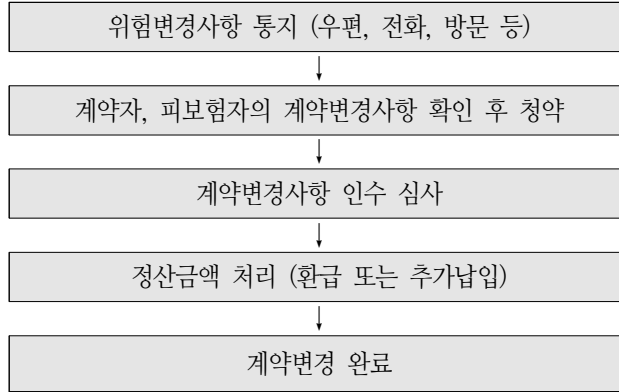 위험변경사항 통지 (우편, 전화, 방문 등)
계약자, 피보험자의 계약변경사항 확인 후 청약
계약변경사항 인수 심사
정산금액 처리 (환급 또는 추가납입)
계약변경 완료